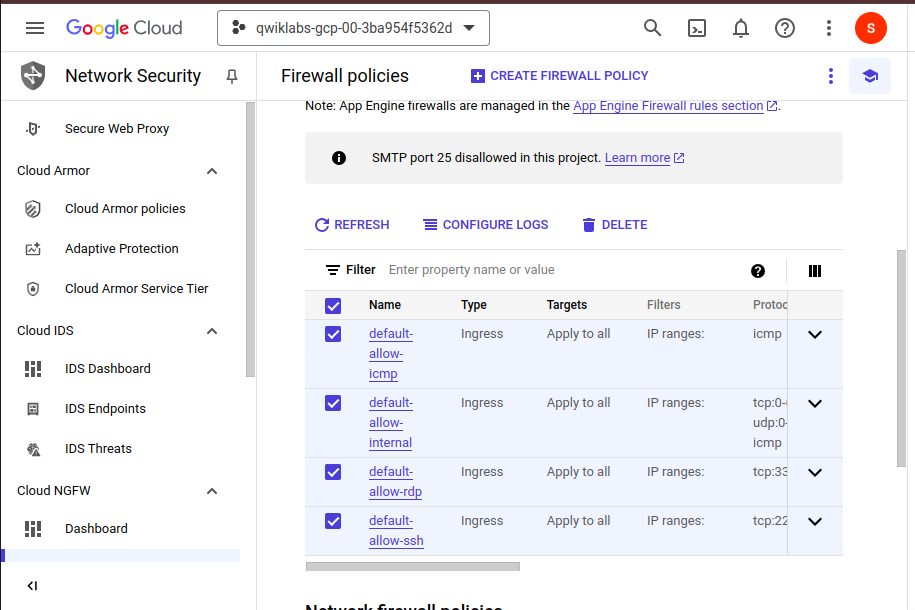 Google Cloud
qwiklabs-gcp-00-3ba954f5362d
S
Network Security
Firewall policies
CREATE FIREWALL POLICY
Secure Web Proxy
Cloud Armor
Cloud Armor policies
Adaptive Protection
Cloud Armor Service Tier
Cloud IDS
IDS Dashboard
IDS Endpoints
IDS Threats
Cloud NGFW
Dashboard
Note: App Engine firewalls are managed in the App Engine Firewall rules section.
SMTP port 25 disallowed in this project. Learn more
REFRESH CONFIGURE LOGS DELETE
Filter Enter property name or value
Name Type Targets Filters Protoc
default- Ingress Apply to all IP ranges: icmp
allow-
icmp
default- Ingress Apply to all IP ranges: tcp:0-
allow- udp:0-
internal icmp
default- Ingress Apply to all IP ranges: tcp:33
allow-rdp
default- Ingress Apply to all IP ranges: tcp:22
allow-ssh
Network firewall policies